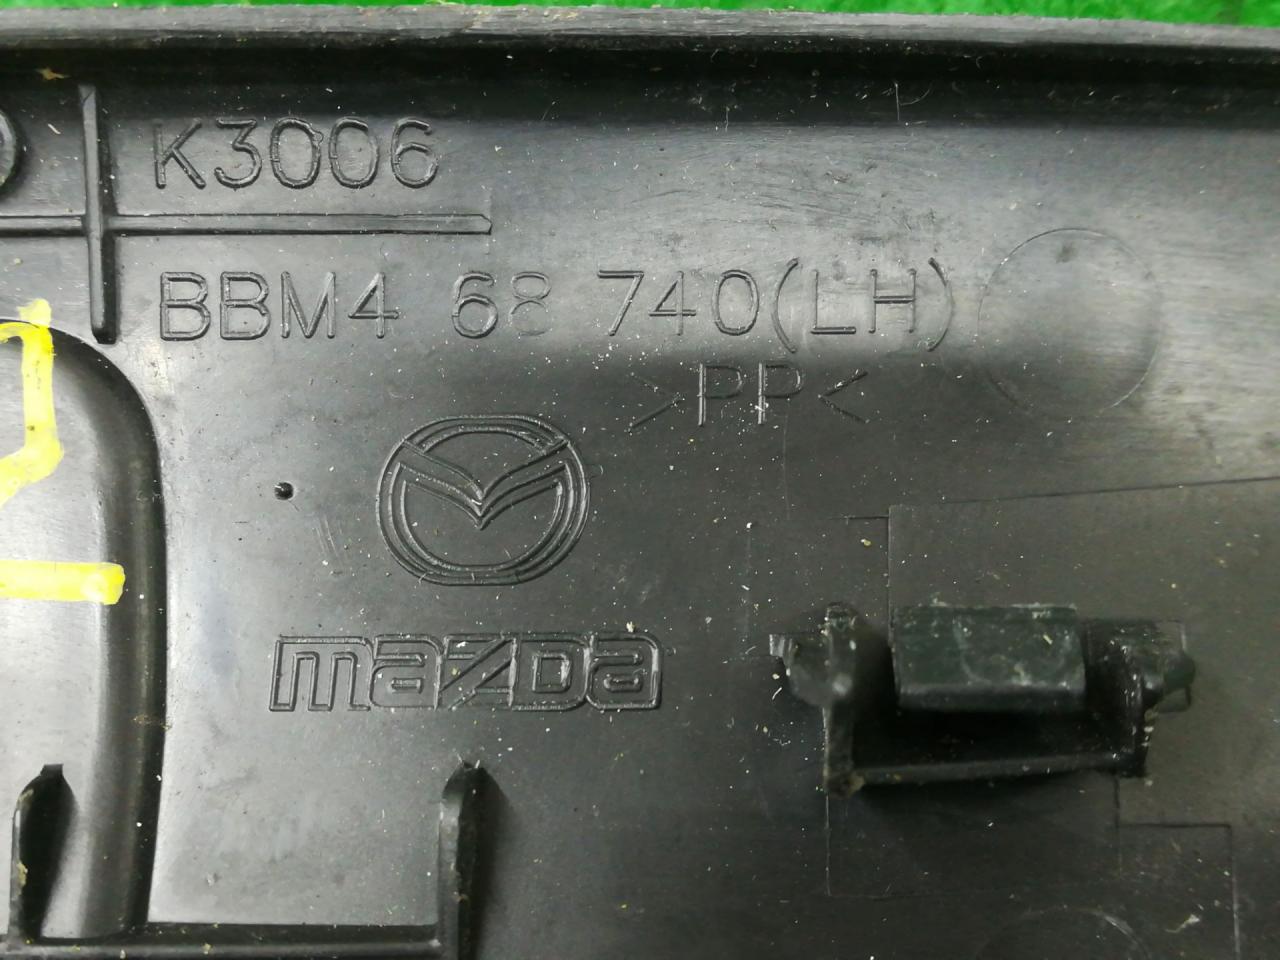 K3006
BBM4 68 740(LH)
>PP<
mazda